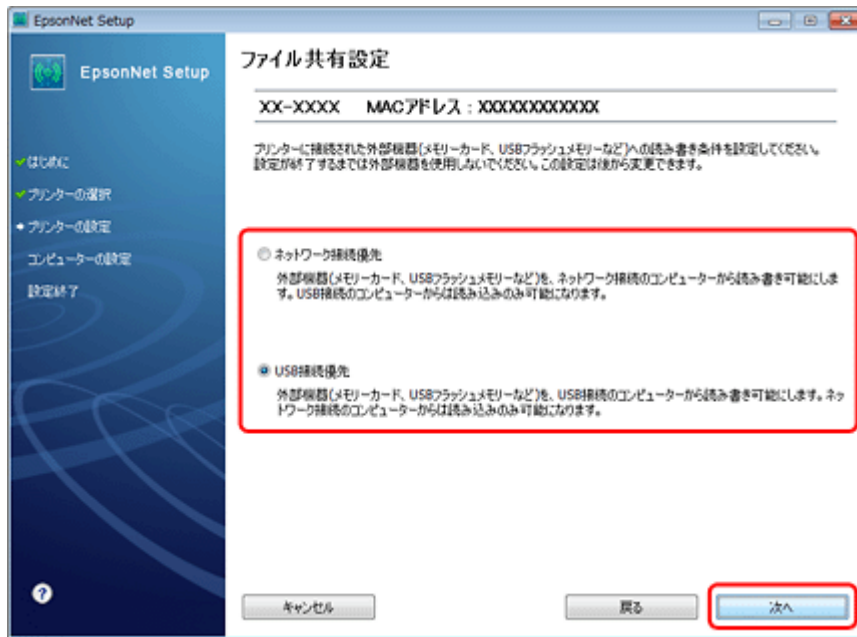 EpsonNet Setup
EpsonNet Setup
はじめに
プリンターの選択
プリンターの設定
コンピューターの設定
設定終了
ファイル共有設定
XX-XXXX MACアドレス : XXXXXXXXXXXX
プリンターに接続された外部機器(メモリーカード、USBフラッシュメモリーなど)への読み書き条件を設定してください。
設定が終了するまでは外部機器を使用しないでください。この設定は後から変更できます。
ネットワーク接続優先
外部機器(メモリーカード、USBフラッシュメモリーなど)を、ネットワーク接続のコンピューターから読み書き可能にしま
す。USB接続のコンピューターからは読み込みのみ可能になります。
USB接続優先
外部機器(メモリーカード、USBフラッシュメモリーなど)を、USB接続のコンピューターから読み書き可能にします。ネッ
トワーク接続のコンピューターからは読み込みのみ可能になります。
?
キャンセル
戻る
次へ